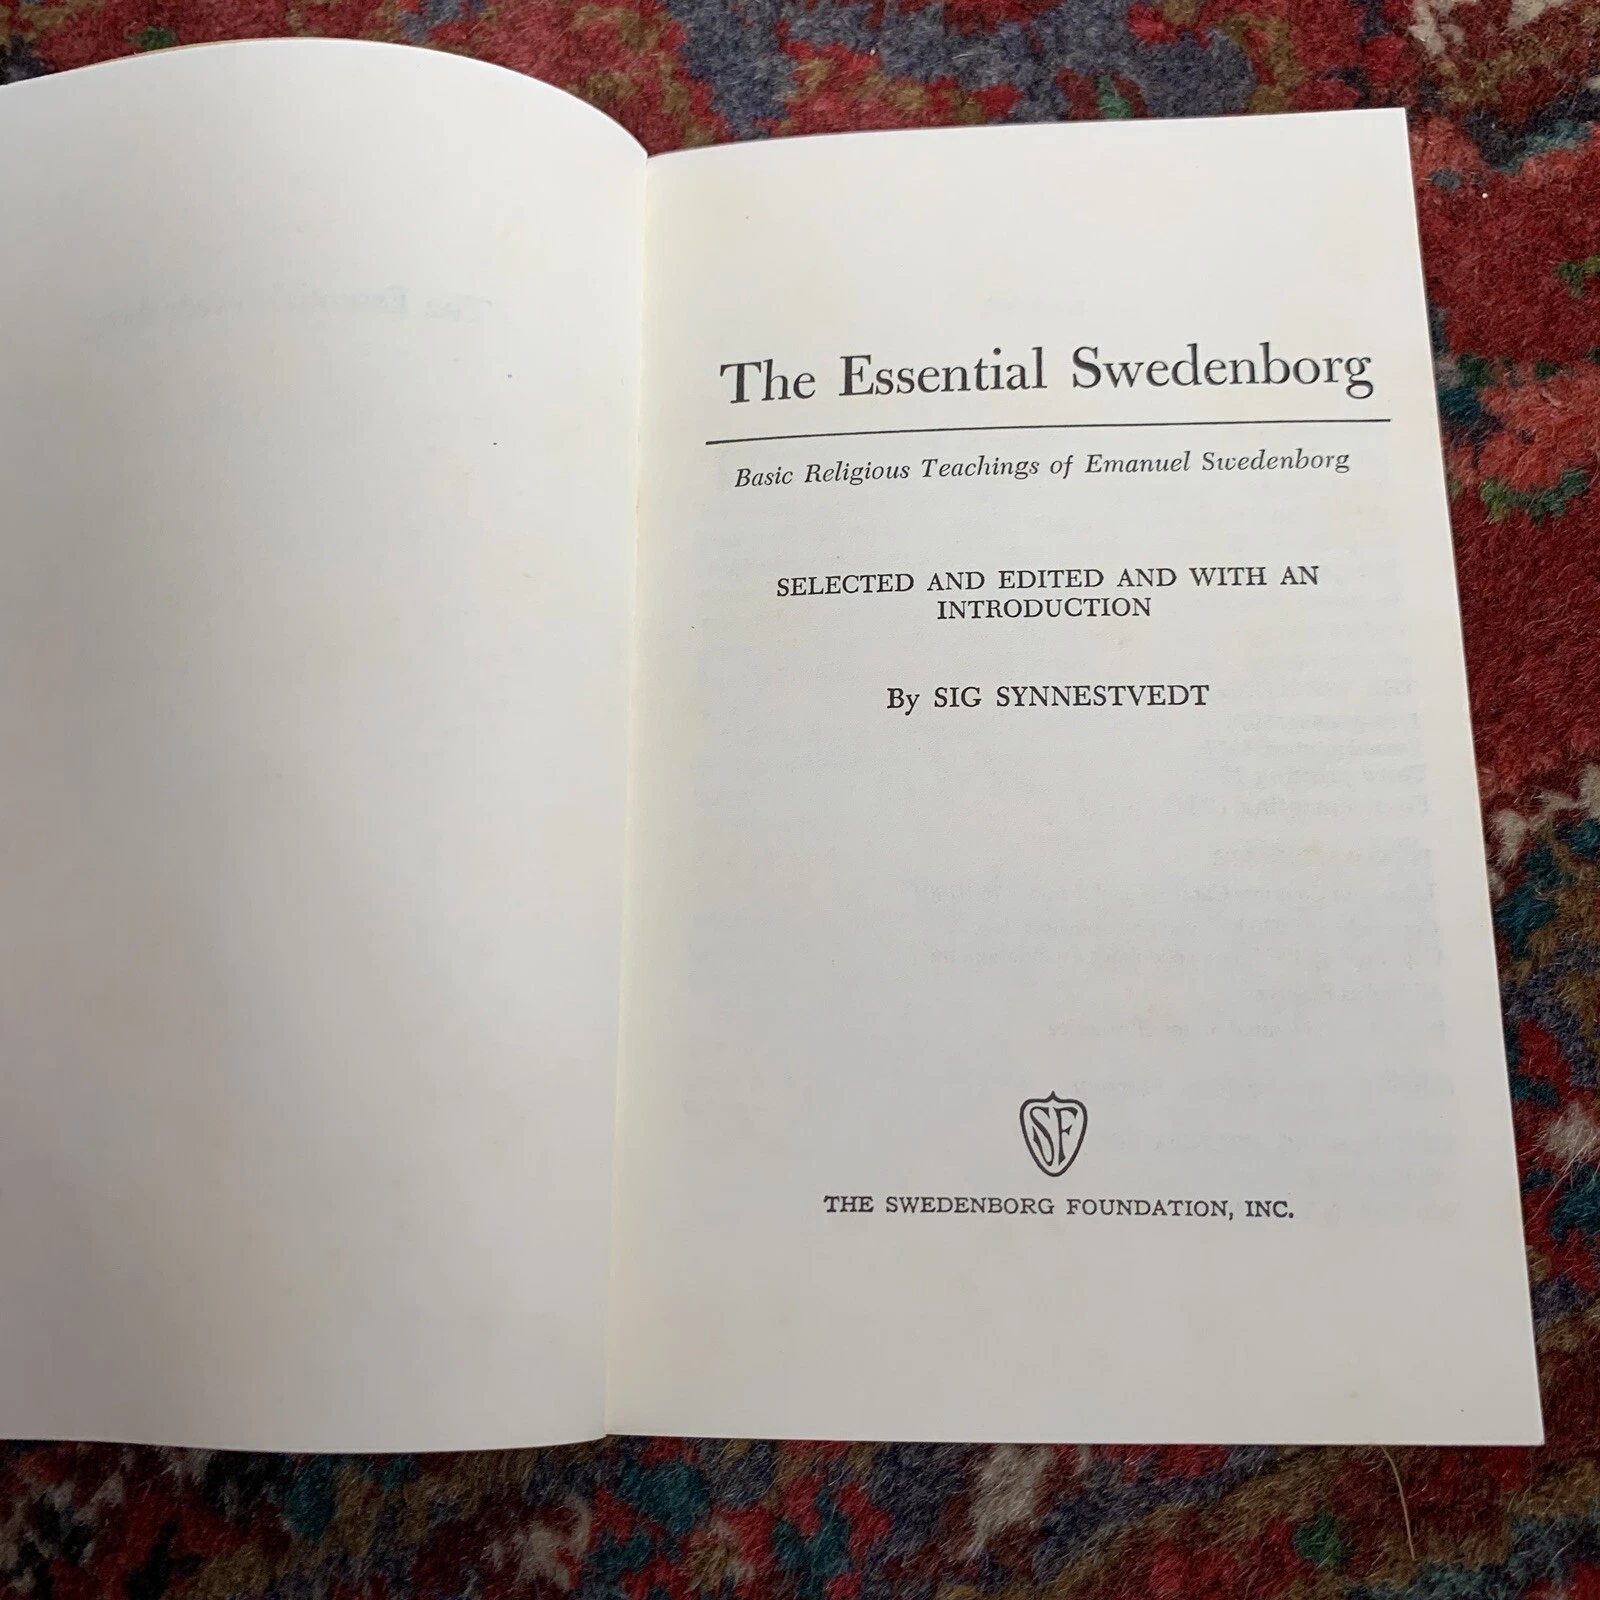 The Essential Swedenborg
Basic Religious Teachings of Emanuel Swedenborg
SELECTED AND EDITED AND WITH AN
INTRODUCTION
By SIG SYNNESTVEDT
SF
THE SWEDENBORG FOUNDATION, INC.